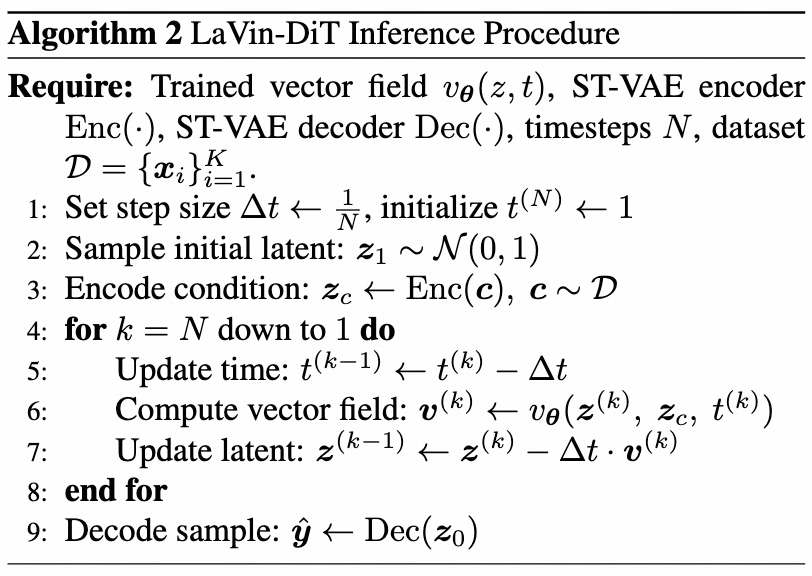 Algorithm 2 LaVin-DiT Inference Procedure
Require: Trained vector field $v_{\boldsymbol{\theta}}(z, t)$, ST-VAE encoder
$\mathrm{Enc}(\cdot)$, ST-VAE decoder $\mathrm{Dec}(\cdot)$, timesteps $N$, dataset
$\mathcal{D} = \{\boldsymbol{x}_i\}_{i=1}^{K}$.
1: Set step size $\Delta t \leftarrow \frac{1}{N}$, initialize $t^{(N)} \leftarrow 1$
2: Sample initial latent: $\boldsymbol{z}_1 \sim \mathcal{N}(0, 1)$
3: Encode condition: $\boldsymbol{z}_c \leftarrow \mathrm{Enc}(\boldsymbol{c}),\ \boldsymbol{c} \sim \mathcal{D}$
4: for $k = N$ down to $1$ do
5: Update time: $t^{(k-1)} \leftarrow t^{(k)} - \Delta t$
6: Compute vector field: $\boldsymbol{v}^{(k)} \leftarrow v_{\boldsymbol{\theta}}(\boldsymbol{z}^{(k)},\ \boldsymbol{z}_c,\ t^{(k)})$
7: Update latent: $\boldsymbol{z}^{(k-1)} \leftarrow \boldsymbol{z}^{(k)} - \Delta t \cdot \boldsymbol{v}^{(k)}$
8: end for
9: Decode sample: $\hat{\boldsymbol{y}} \leftarrow \mathrm{Dec}(\boldsymbol{z}_0)$